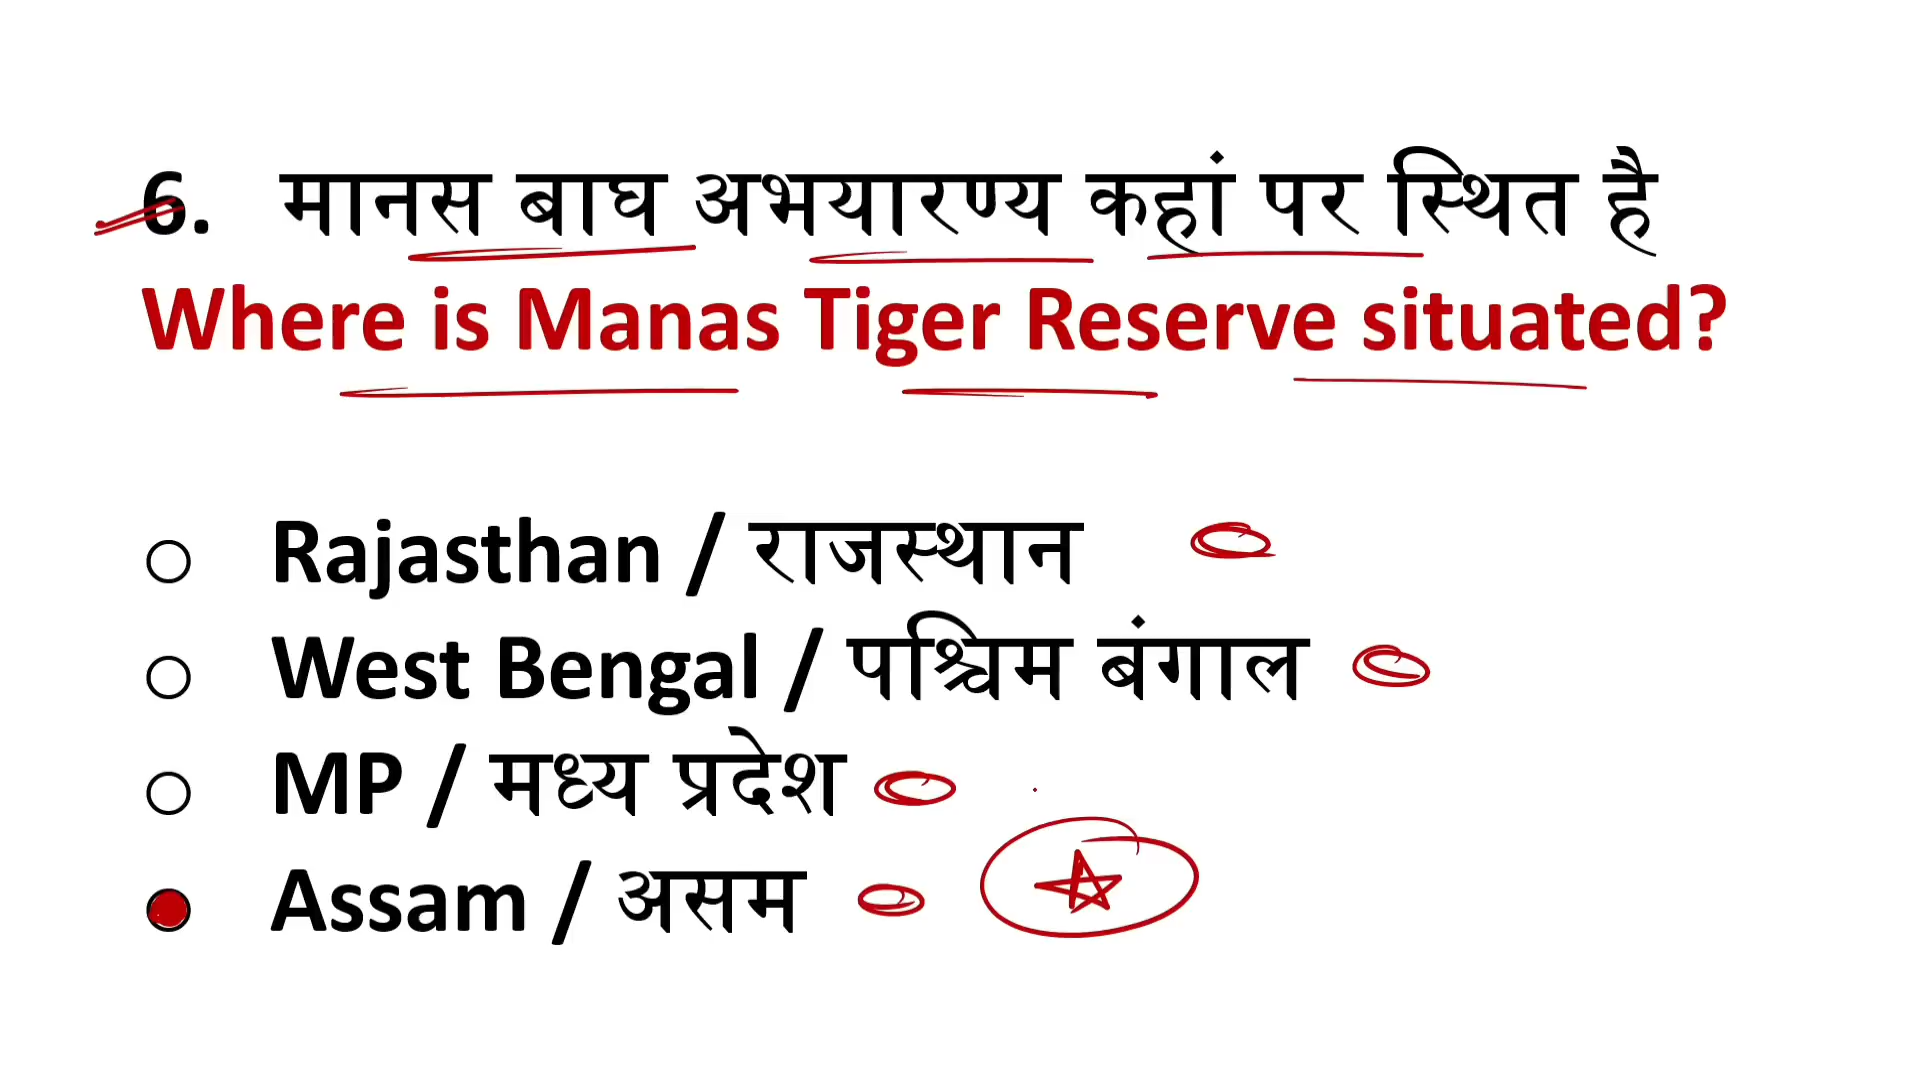 6. मानस बाघ अभयारण्य कहां पर स्थित है
Where is Manas Tiger Reserve situated?
Rajasthan / राजस्थान
West Bengal / पश्चिम बंगाल
MP / मध्य प्रदेश
Assam / असम